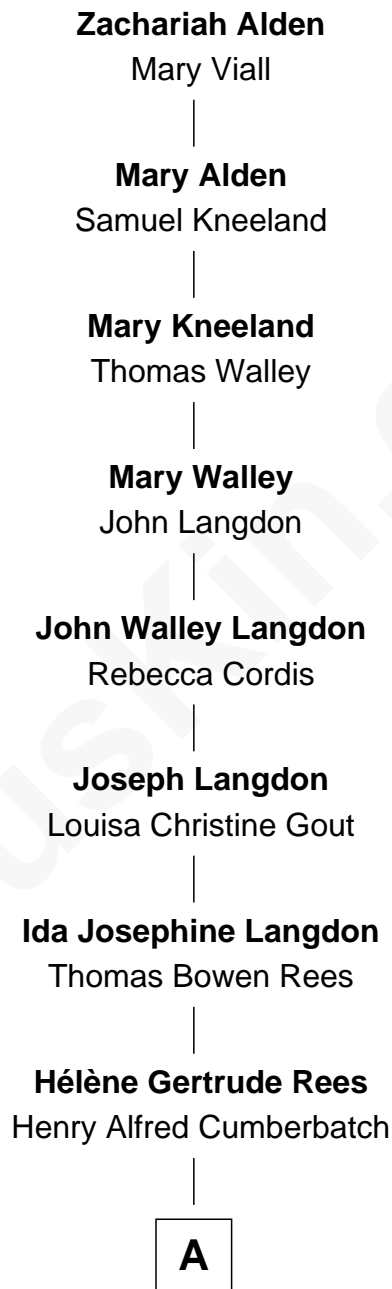 Zachariah Alden
Mary Viall
Mary Alden
Samuel Kneeland
Mary Kneeland
Thomas Walley
Mary Walley
John Langdon
John Walley Langdon
Rebecca Cordis
Joseph Langdon
Louisa Christine Gout
Ida Josephine Langdon
Thomas Bowen Rees
Hélène Gertrude Rees
Henry Alfred Cumberbatch
A